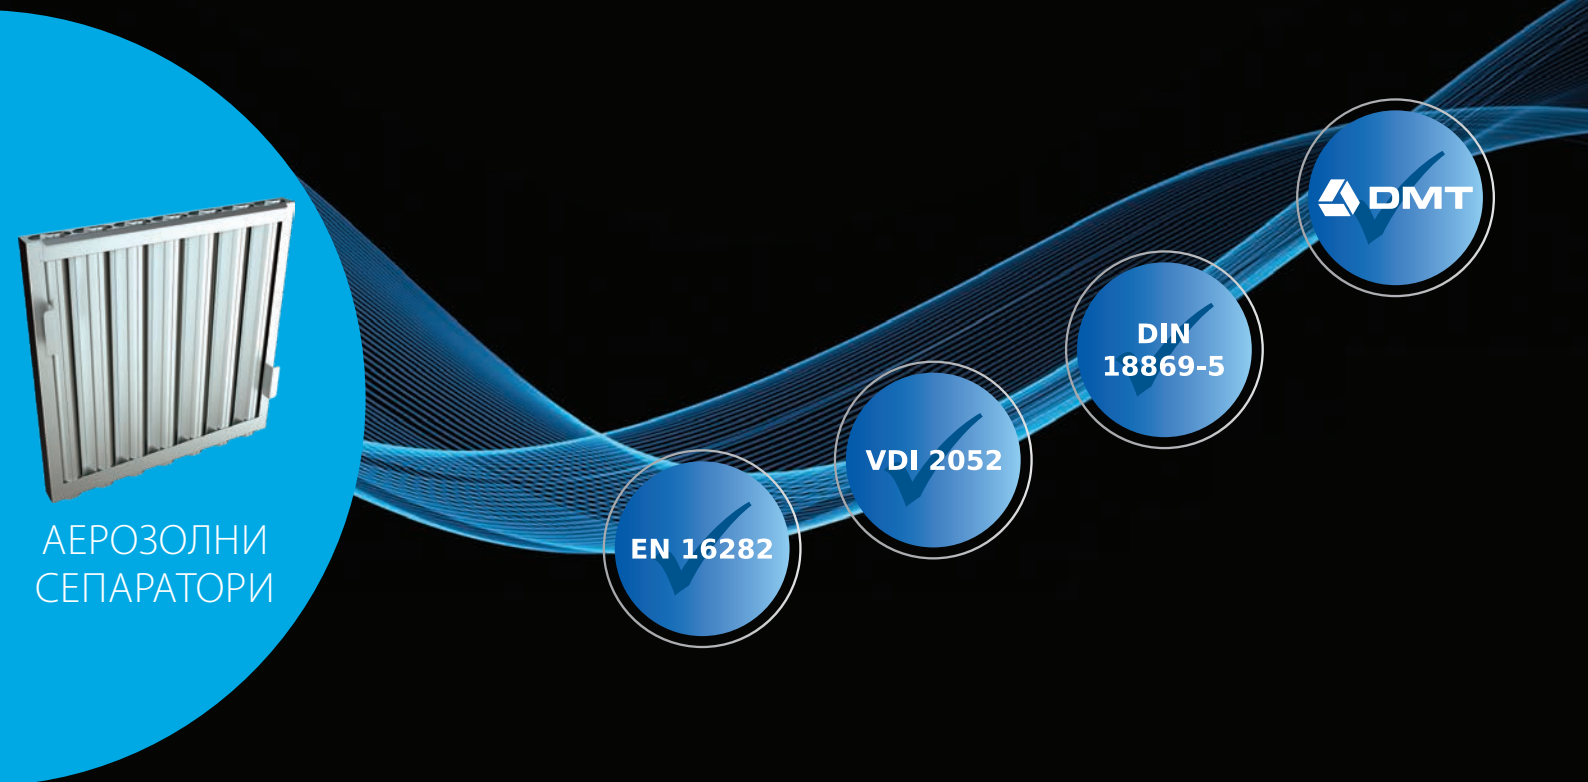 АЕРОЗОЛНИ
СЕПАРАТОРИ
EN 16282
VDI 2052
DIN
18869-5
DMT